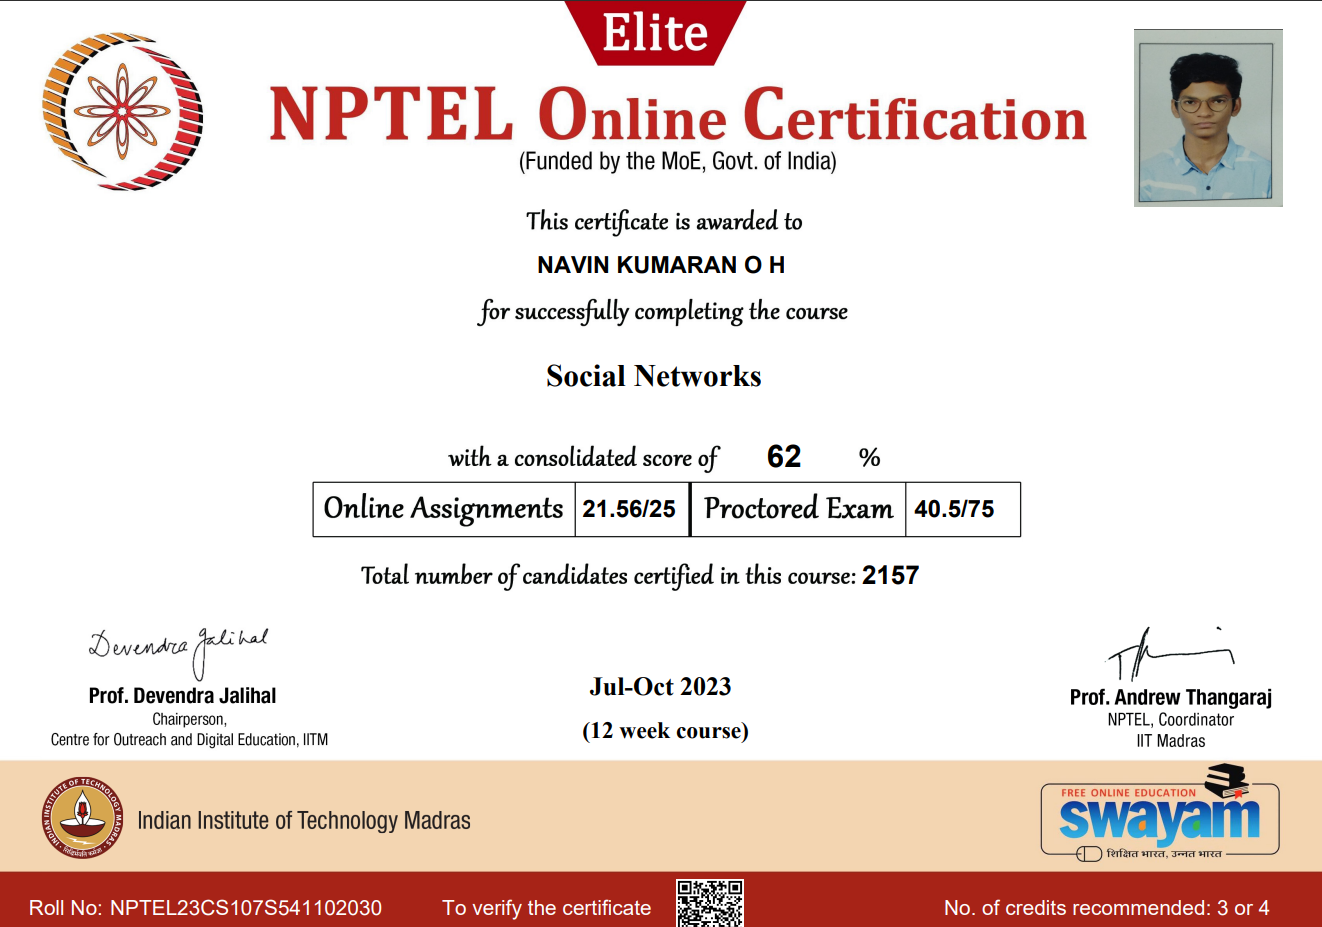 Elite
NPTEL Online Certification
(Funded by the MoE, Govt. of India)
This certificate is awarded to
NAVIN KUMARAN O H
for successfully completing the course
Social Networks
with a consolidated score of 62 %
Online Assignments 21.56/25 Proctored Exam 40.5/75
Total number of candidates certified in this course: 2157
Devendra Jalihal
Prof. Devendra Jalihal
Chairperson,
Centre for Outreach and Digital Education, IITM
Jul-Oct 2023
(12 week course)
Prof. Andrew Thangaraj
NPTEL, Coordinator
IIT Madras
INDIAN INSTITUTE OF TECHNOLOGY MADRAS
Indian Institute of Technology Madras
FREE ONLINE EDUCATION
swayam
शिक्षित भारत, उन्नत भारत
Roll No: NPTEL23CS107S541102030
To verify the certificate
No. of credits recommended: 3 or 4